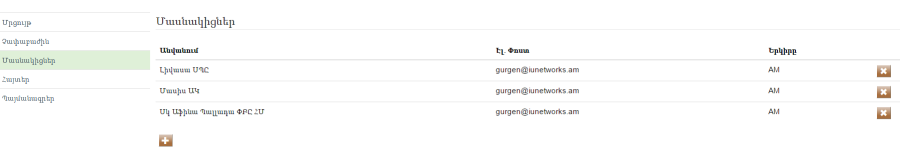 Մրցույթ
Չափաբաժին
Մասնակիցներ
Հայտեր
Պայմանագրեր
Մասնակիցներ
Անվանում Էլ. Փոստ Երկիրը
Լիվասա ՍՊԸ gurgen@iunetworks.am AM
Մասիս ԱԿ gurgen@iunetworks.am AM
Սկ Աֆինա Պալլադա ՓԲԸ ՀՄ gurgen@iunetworks.am AM